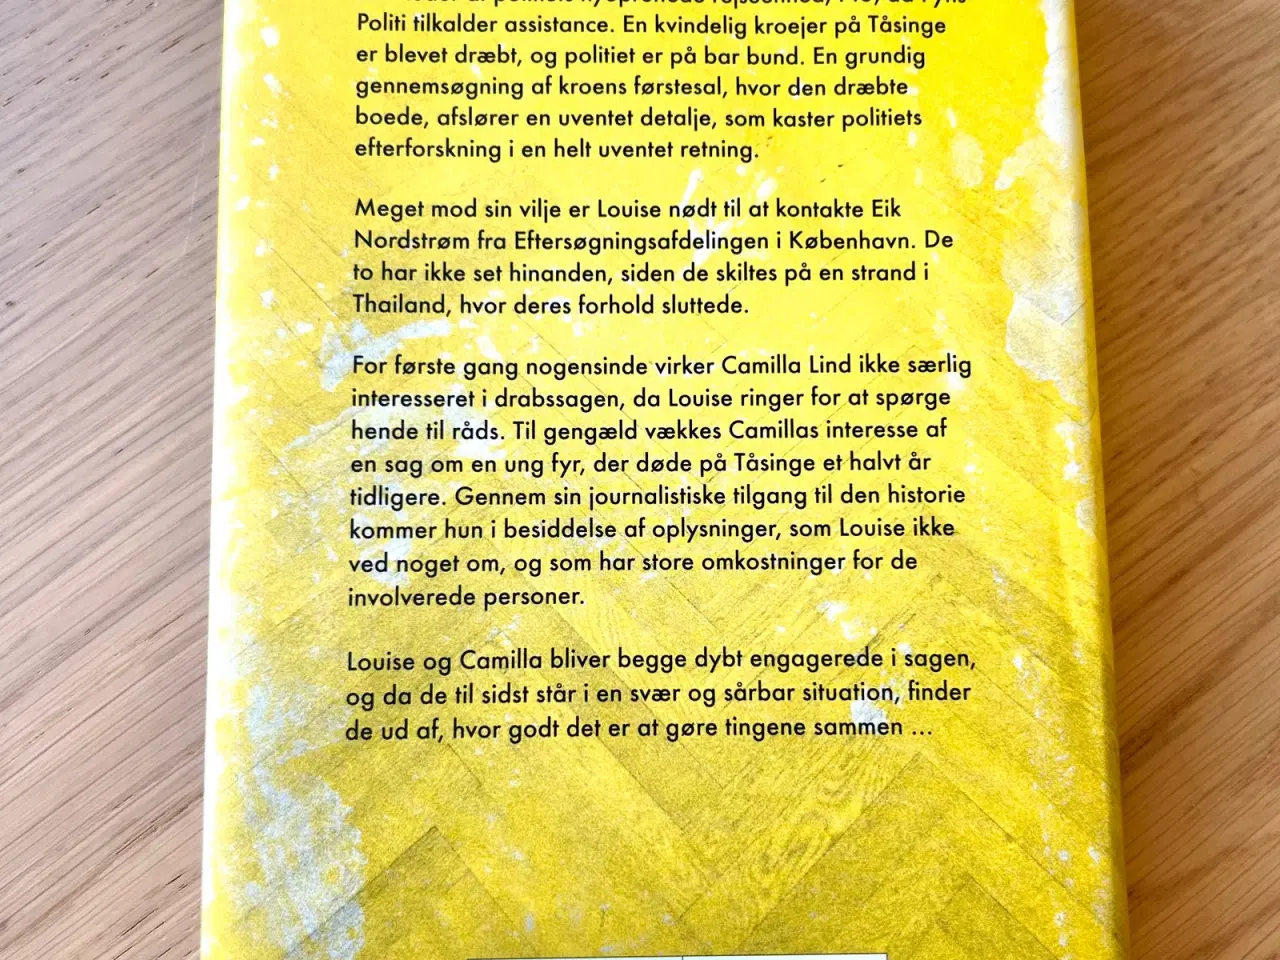 Politi tilkalder assistance. En kvindelig kroejer på Tåsinge
er blevet dræbt, og politiet er på bar bund. En grundig
gennemsøgning af kroens førstesal, hvor den dræbte
boede, afslører en uventet detalje, som kaster politiets
efterforskning i en helt uventet retning.
Meget mod sin vilje er Louise nødt til at kontakte Eik
Nordstrøm fra Eftersøgningsafdelingen i København. De
to har ikke set hinanden, siden de skiltes på en strand i
Thailand, hvor deres forhold sluttede.
For første gang nogensinde virker Camilla Lind ikke særlig
interesseret i drabssagen, da Louise ringer for at spørge
hende til råds. Til gengæld vækkes Camillas interesse af
en sag om en ung fyr, der døde på Tåsinge et halvt år
tidligere. Gennem sin journalistiske tilgang til den historie
kommer hun i besiddelse af oplysninger, som Louise ikke
ved noget om, og som har store omkostninger for de
involverede personer.
Louise og Camilla bliver begge dybt engagerede i sagen,
og da de til sidst står i en svær og sårbar situation, finder
de ud af, hvor godt det er at gøre tingene sammen ...